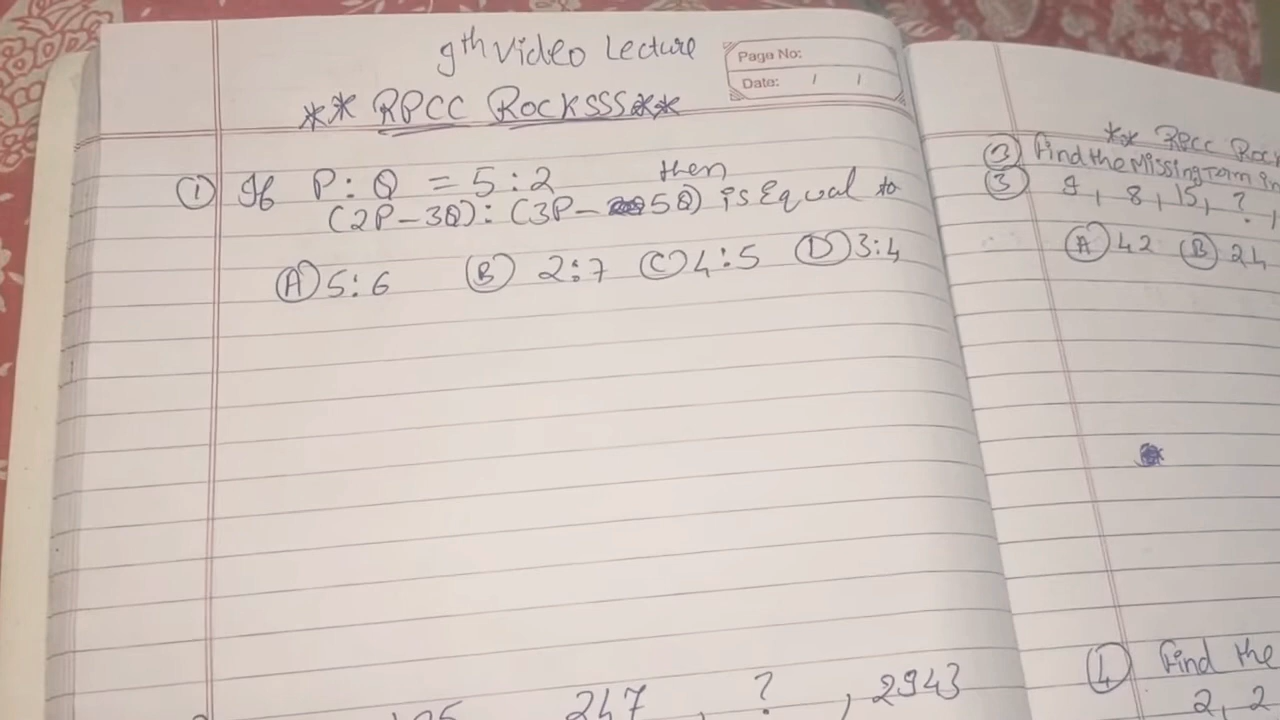 9th Video Lecture
Page No:
Date: / /
** RPCC ROCKSSS**
① If P : Q = 5 : 2 then
(2P-3Q) : (3P- 5Q) is Equal to
Ⓐ 5:6 Ⓑ 2:7 Ⓒ 4:5 Ⓓ 3:4
247, ?, 2943
** RPCC Rock
③ Find the Missing Term in
③ 9, 8, 15, ?,
Ⓐ 42 Ⓑ 24
④ Find the
2, 2